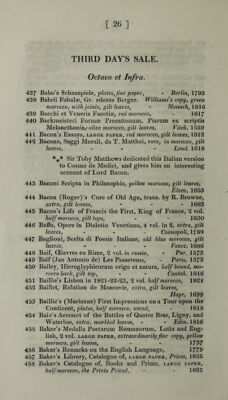 [ 26 ]
THIRD DAY'S SALE.
Octavo et Infra.
437 Babo's Schauspiele, plates, fine paper, - Berlin, 1793
438 Babrii Fabulæ, Gr. edente Berger. Williams's copy, green
morocco, with joints, gilt leaves, - Monach, 1816
439 Bacchi et Veneris Facetiæ, red morocco, - 1617
440 Backmeisteri Formæ Precationum, Piarum ex scriptis
Melancthonis, olive morocco, gilt leaves, Viteb. 1559
441 Bacon's Essays, LARGE PAPER, red morocco, gilt leaves, 1812
442 Bacono, Saggi Morali, da T. Matthei, rare, in morocco, gilt
leaves, - - - Lond. 1618
*** Sir Toby Matthews dedicated this Italian version
to Cosmo de Medici, and gives him an interesting
account of Lord Bacon.
443 Baconi Scripta in Philosophia, yellow morocco, gilt leaves,
Elzev. 1653
444 Bacon (Roger)'s Cure of Old Age, trans. by R. Browne,
extra, gilt leaves, - - 1683
445 Bacon's Life of Francis the First, King of France, 2 vol.
half morocco, gilt tops, - - 1830
446 Baffo, Opere in Dialetto Veneziana, 4 vol. in 2, extra, gilt
leaves, - - - Cosmopoli, 1789
447 Baglioni, Scelta di Poesie Italiane, old blue morocco, gilt
leaves, - - - Venez. 1686
448 Baif, Œuvres en Rime, 2 vol. in russia, - Par. 1573
449 Baif (Jan Antonio de) Les Passetems, - Paris, 1573
450 Bailey, Hieroglyphicorum origo et natura, half bound, morocco
back, gilt top, - - Cantab. 1816
451 Baillie's Lisbon in 1821-22-23, 2 vol. half morocco, 1824
452 Baillet, Relation de Moscovie, extra, gilt leaves,
Haye, 1699
453 Baillie's (Marianne) First Impressions on a Tour upon the
Continent, plates, half morocco, uncut, - 1819
454 Bain's Account of the Battles of Quatre Bras, Ligny, and
Waterloo, extra, marbled leaves, - Edin. 1816
455 Baker's Medulla Poetarum Romanorum, Latin and English,
2 vol. LARGE PAPER, extraordinarily fine copy, yellow
morocco, gilt leaves, - - 1737
456 Baker's Remarks on the English Language, 1779
457 Baker's Library, Catalogue of, LARGE PAPER, Prices, 1825
458 Baker's Catalogue of Books and Prints, LARGE PAPER,
half morocco, the Prints Priced, - - 1825